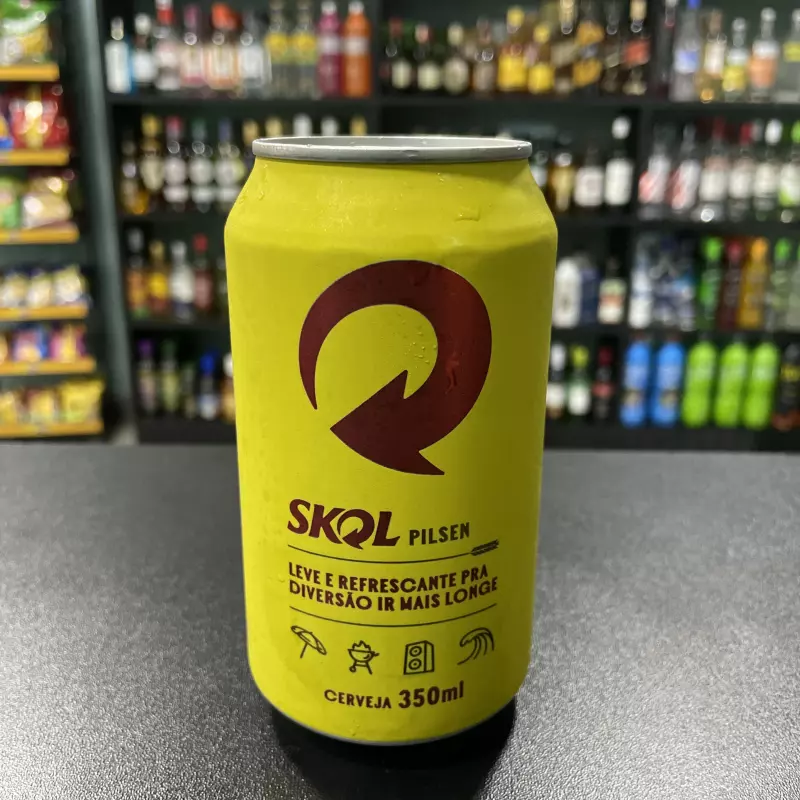 SKOL PILSEN
LEVE E REFRESCANTE PRA
DIVERSÃO IR MAIS LONGE
CERVEJA 350ml